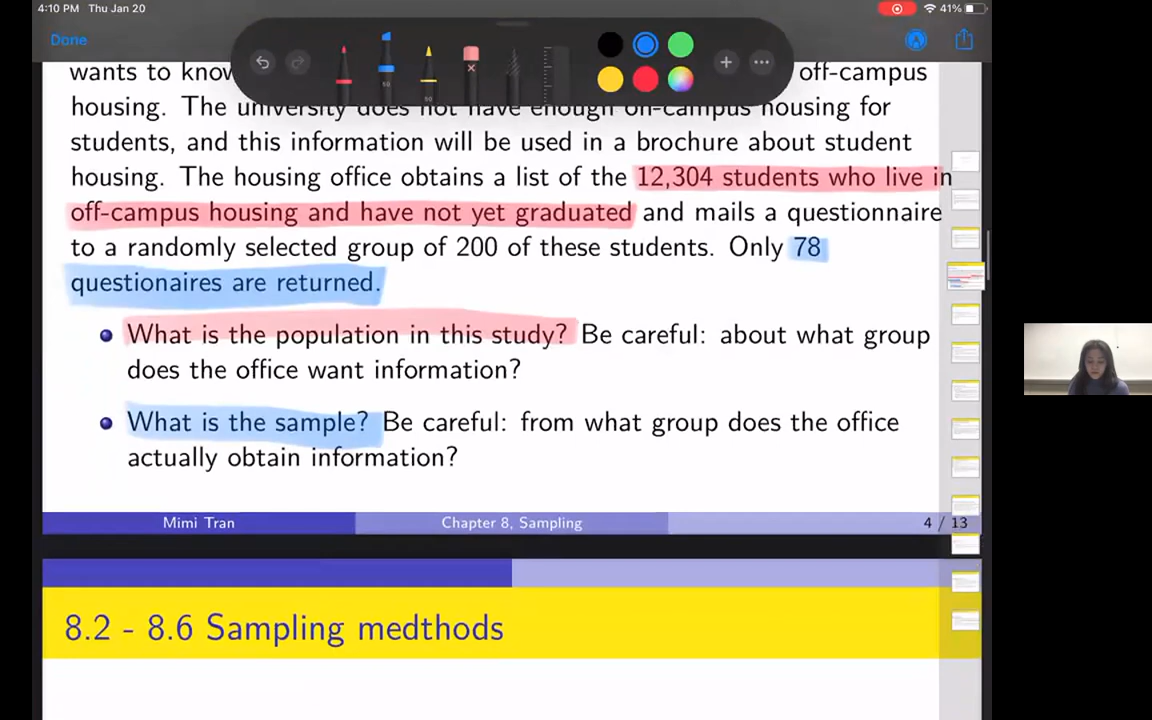 4:10 PM Thu Jan 20
41%
Done
wants to know off-campus
housing. The university does not have enough on-campus housing for
students, and this information will be used in a brochure about student
housing. The housing office obtains a list of the 12,304 students who live in
off-campus housing and have not yet graduated and mails a questionnaire
to a randomly selected group of 200 of these students. Only 78
questionaires are returned.
What is the population in this study? Be careful: about what group
does the office want information?
What is the sample? Be careful: from what group does the office
actually obtain information?
Mimi Tran Chapter 8, Sampling 4 / 13
8.2 - 8.6 Sampling medthods